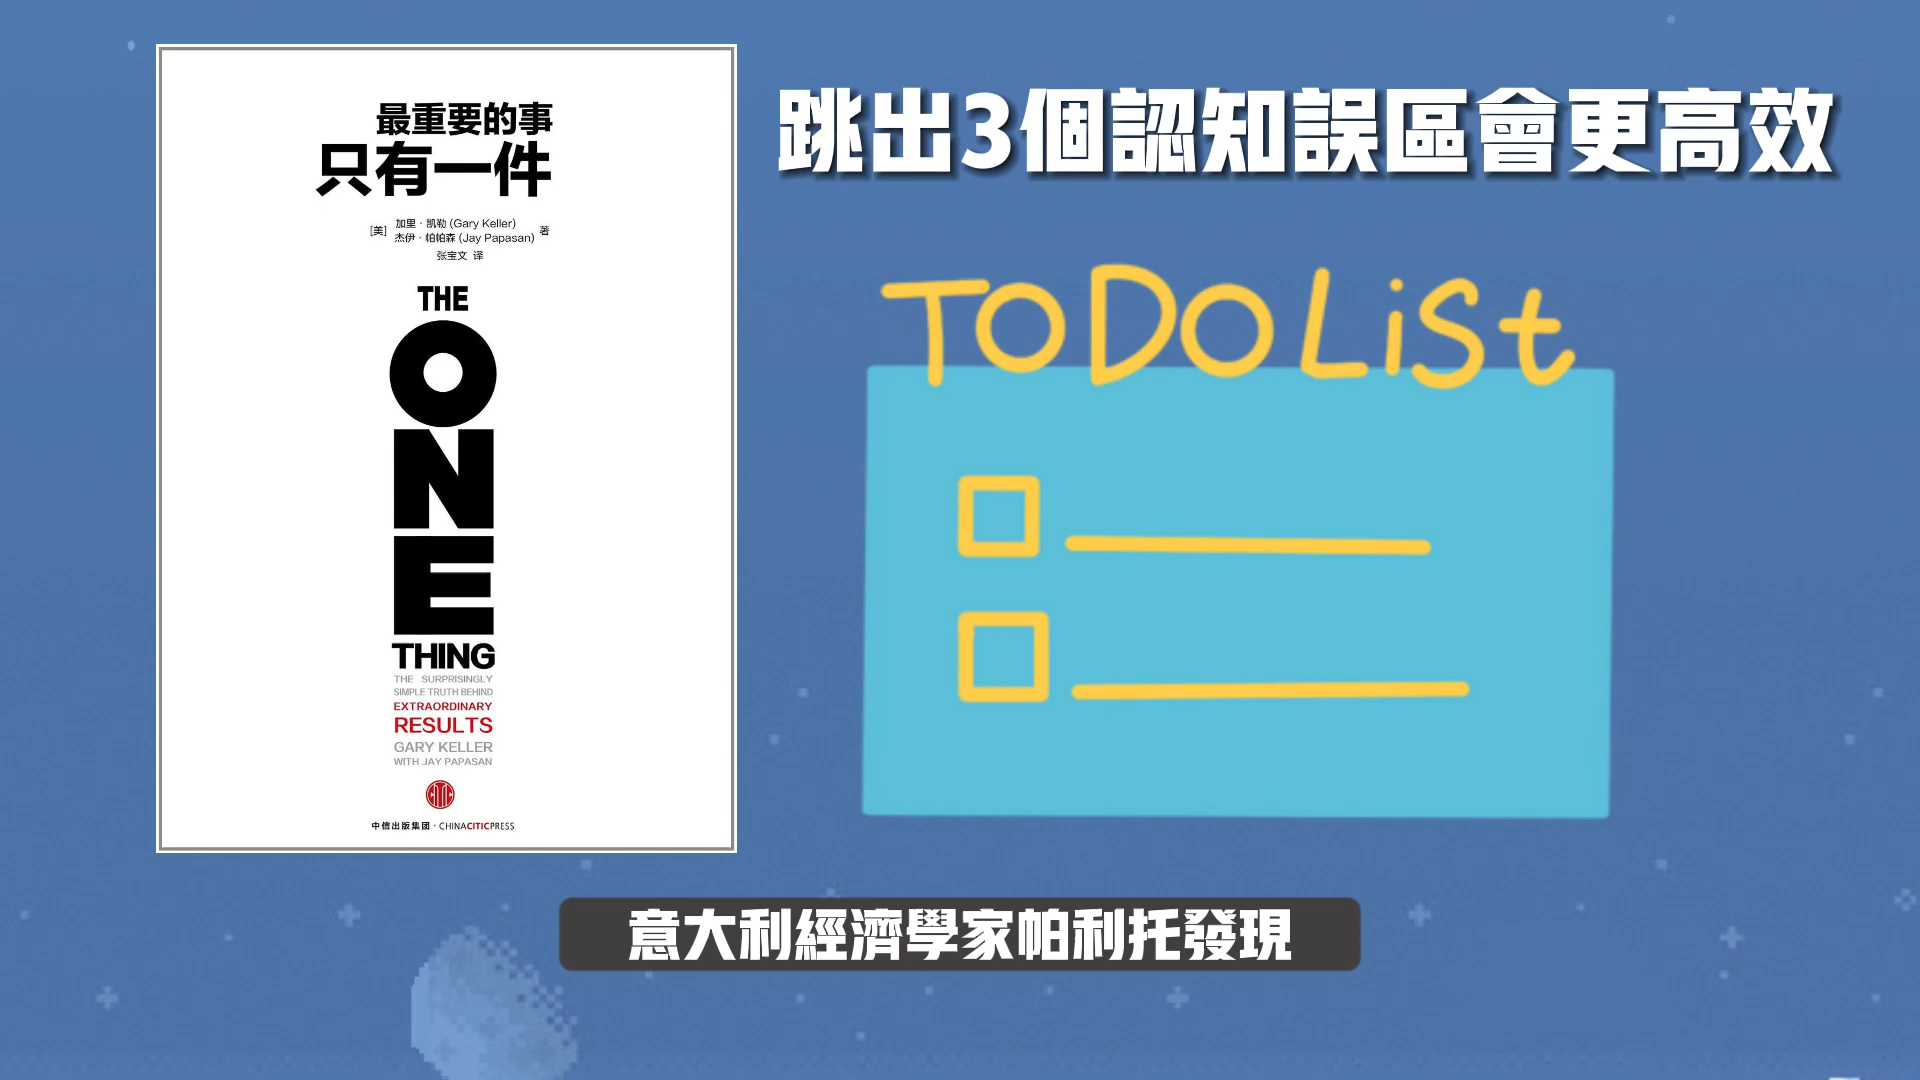 最重要的事
只有一件
[美] 加里·凯勒 (Gary Keller)
杰伊·帕帕森 (Jay Papasan) 著
张宝文 译
THE
ONE
THING
THE SURPRISINGLY
SIMPLE TRUTH BEHIND
EXTRAORDINARY
RESULTS
GARY KELLER
WITH JAY PAPASAN
中信出版集团·CHINACITICPRESS
跳出3個認知誤區會更高效
TO DO LiSt
意大利經濟學家帕利托發現